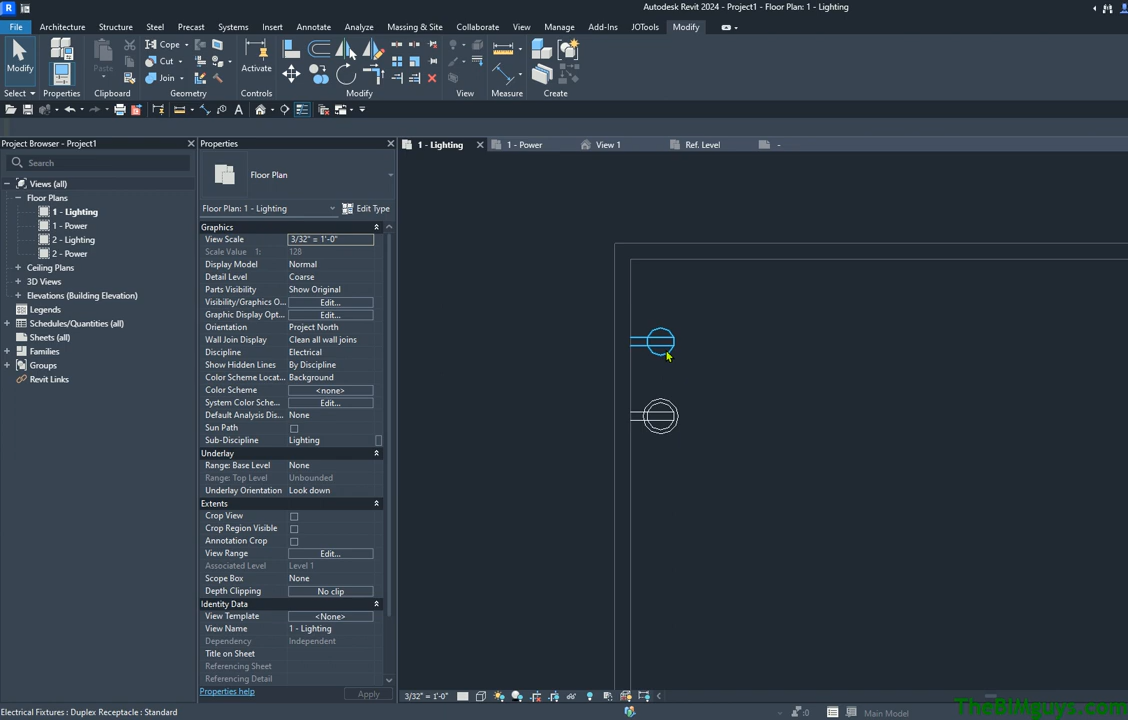 Autodesk Revit 2024 - Project1 - Floor Plan: 1 - Lighting
File Architecture Structure Steel Precast Systems Insert Annotate Analyze Massing & Site Collaborate View Manage Add-Ins JOTools Modify
Modify Paste Cope Cut Join Activate
Select Properties Clipboard Geometry Controls Modify View Measure Create
Project Browser - Project1
Search
Views (all)
Floor Plans
1 - Lighting
1 - Power
2 - Lighting
2 - Power
Ceiling Plans
3D Views
Elevations (Building Elevation)
Legends
Schedules/Quantities (all)
Sheets (all)
Families
Groups
Revit Links
Properties
Floor Plan
Floor Plan: 1 - Lighting Edit Type
Graphics
View Scale 3/32" = 1'-0"
Scale Value 1: 128
Display Model Normal
Detail Level Coarse
Parts Visibility Show Original
Visibility/Graphics O... Edit...
Graphic Display Opt... Edit...
Orientation Project North
Wall Join Display Clean all wall joins
Discipline Electrical
Show Hidden Lines By Discipline
Color Scheme Locat... Background
Color Scheme <none>
System Color Sche... Edit...
Default Analysis Dis... None
Sun Path
Sub-Discipline Lighting
Underlay
Range: Base Level None
Range: Top Level Unbounded
Underlay Orientation Look down
Extents
Crop View
Crop Region Visible
Annotation Crop
View Range Edit...
Associated Level Level 1
Scope Box None
Depth Clipping No clip
Identity Data
View Template <None>
View Name 1 - Lighting
Dependency Independent
Title on Sheet
Referencing Sheet
Referencing Detail
Properties help Apply
1 - Lighting 1 - Power View 1 Ref. Level -
3/32" = 1'-0"
Electrical Fixtures : Duplex Receptacle : Standard :0 Main Model
TheBIMguys.com